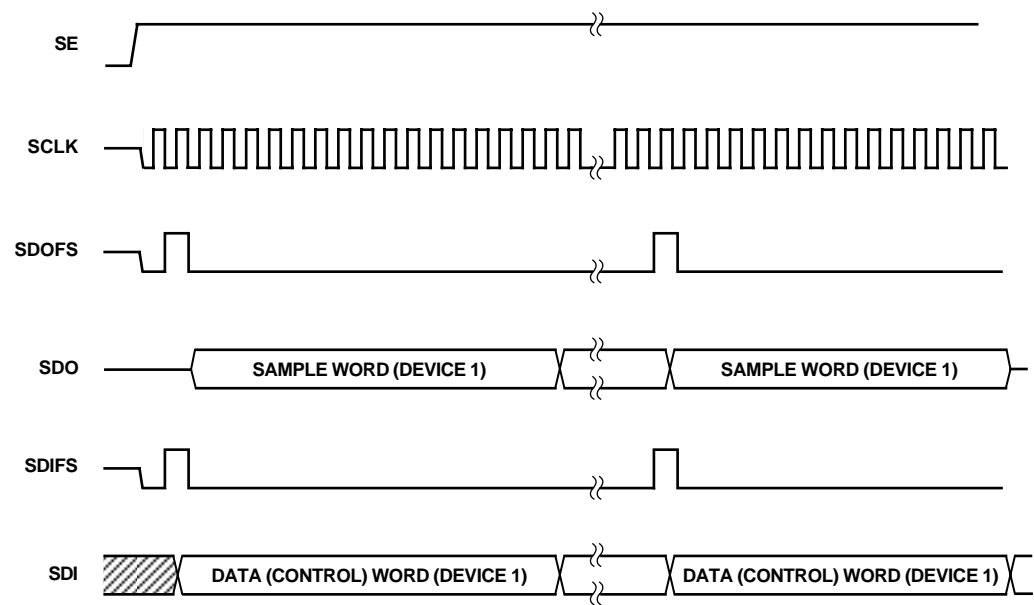 SE
SCLK
SDOFS
SDO
SAMPLE WORD (DEVICE 1)
SAMPLE WORD (DEVICE 1)
SDIFS
SDI
DATA (CONTROL) WORD (DEVICE 1)
DATA (CONTROL) WORD (DEVICE 1)